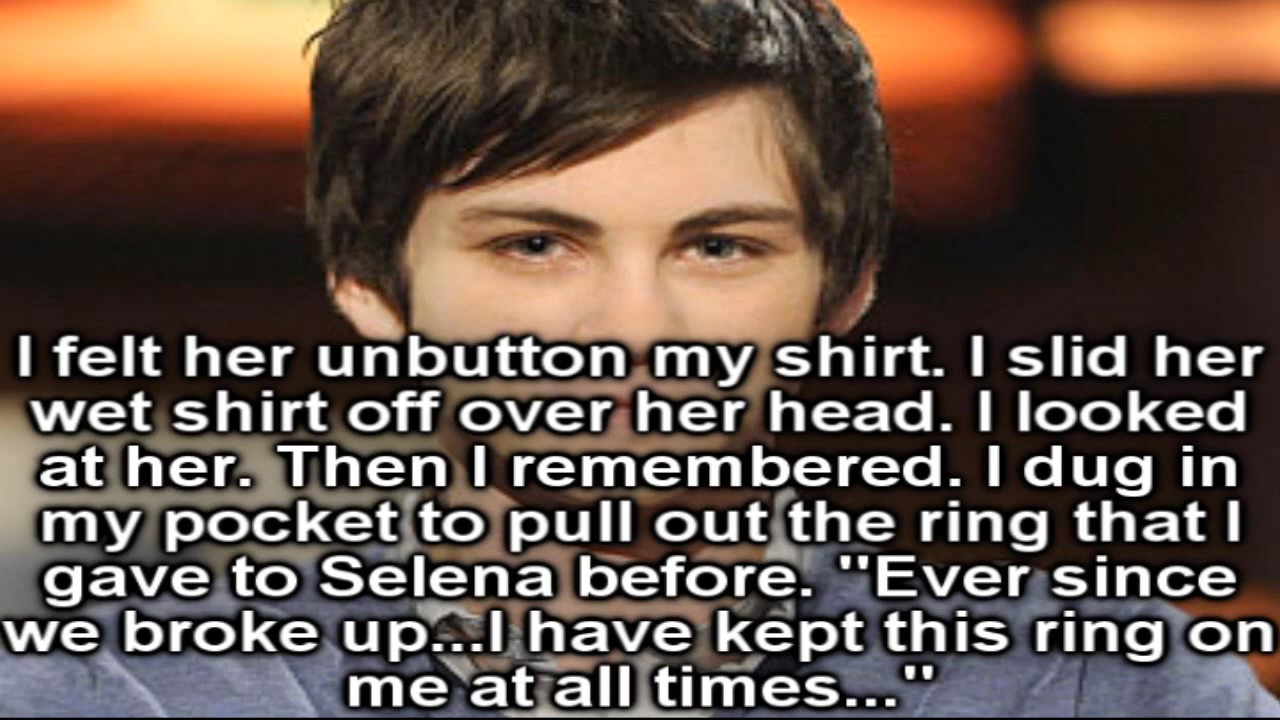 I felt her unbutton my shirt. I slid her
wet shirt off over her head. I looked
at her. Then I remembered. I dug in
my pocket to pull out the ring that I
gave to Selena before. "Ever since
we broke up...I have kept this ring on
me at all times..."